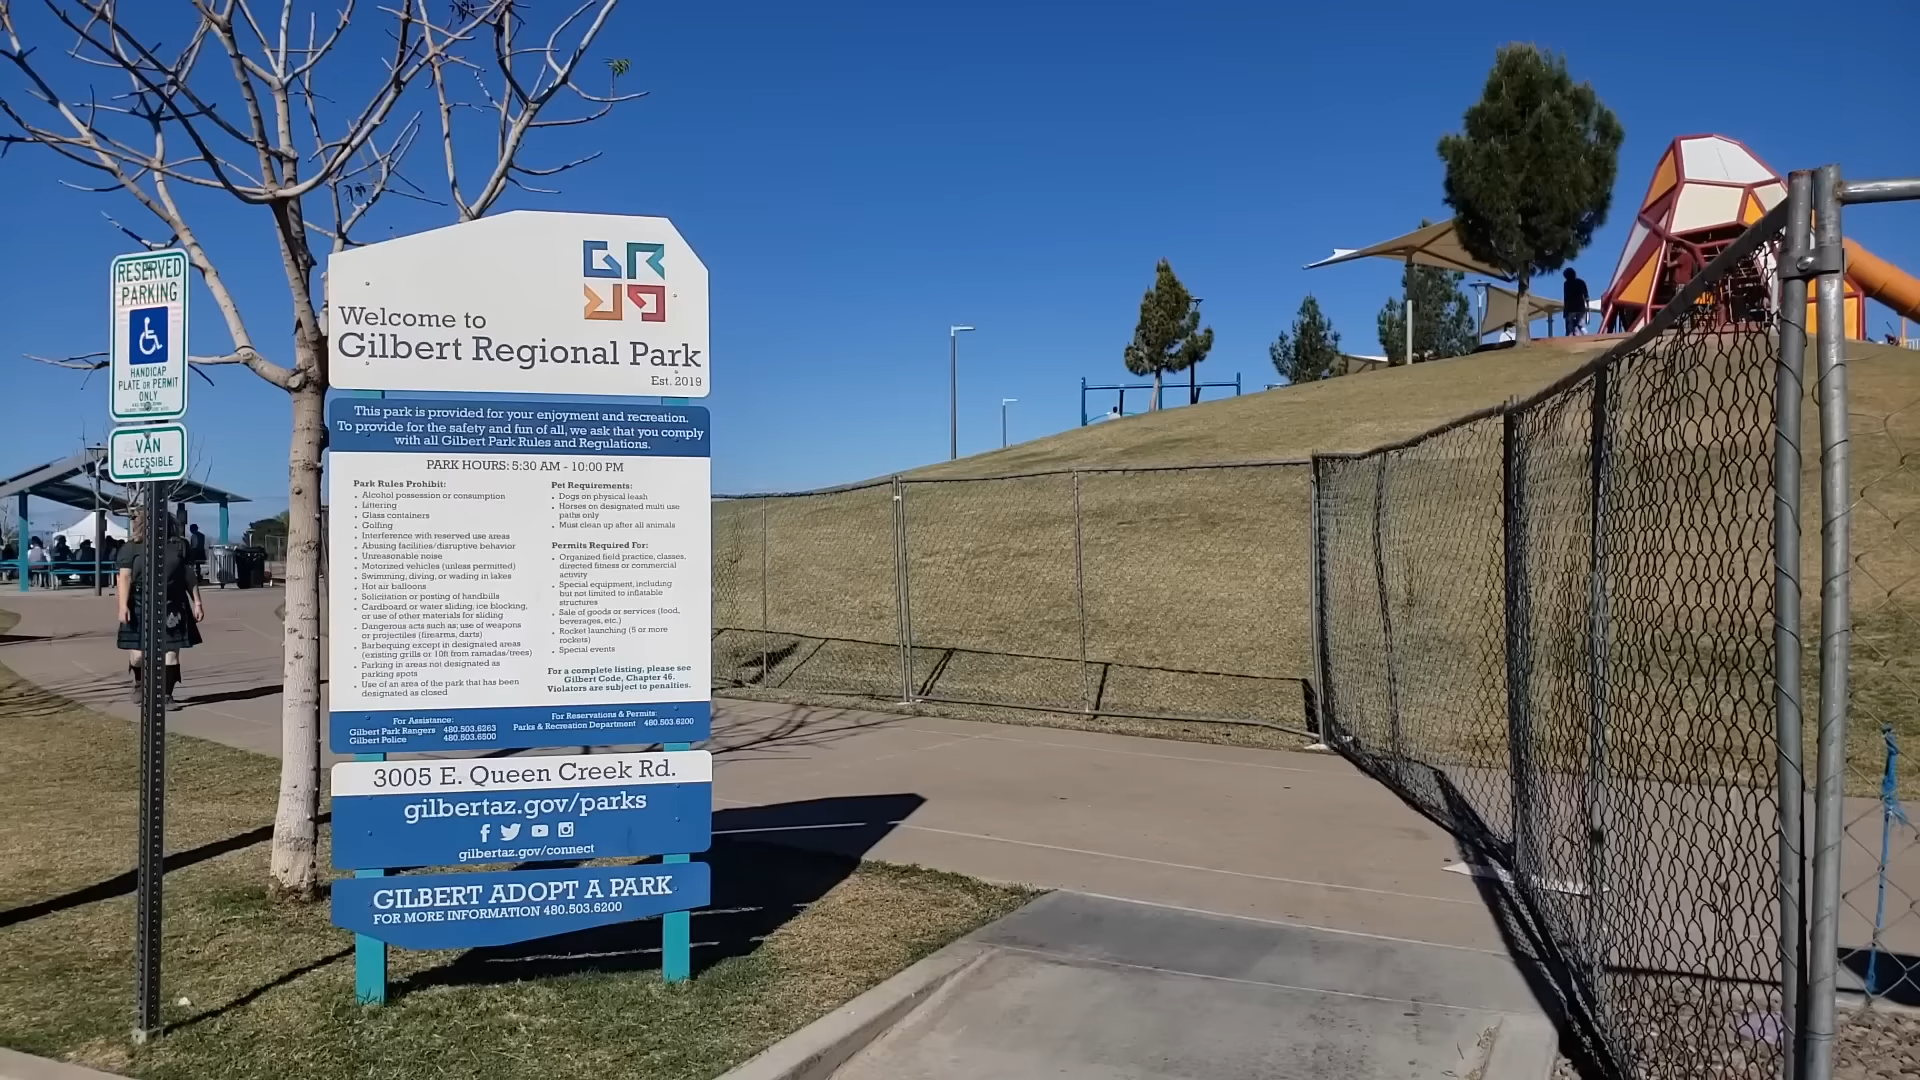 RESERVED
PARKING
HANDICAP
PLATE OR PERMIT
ONLY
VAN
ACCESSIBLE
GR
Welcome to
Gilbert Regional Park
Est. 2019
This park is provided for your enjoyment and recreation.
To provide for the safety and fun of all, we ask that you comply
with all Gilbert Park Rules and Regulations.
PARK HOURS: 5:30 AM - 10:00 PM
Park Rules Prohibit:
• Alcohol possession or consumption
• Littering
• Glass containers
• Golfing
• Interference with reserved use areas
• Abusing facilities/disruptive behavior
• Unreasonable noise
• Motorized vehicles (unless permitted)
• Swimming, diving, or wading in lakes
• Hot air balloons
• Solicitation or posting of handbills
• Cardboard or water sliding, ice blocking,
or use of other materials for sliding
• Dangerous acts such as; use of weapons
or projectiles (firearms, darts)
• Barbequing except in designated areas
(existing grills or 10ft from ramadas/trees)
• Parking in areas not designated as
parking spots
• Use of an area of the park that has been
designated as closed
Pet Requirements:
• Dogs on physical leash
• Horses on designated multi use
paths only
• Must clean up after all animals
Permits Required For:
• Organized field practice, classes,
directed fitness or commercial
activity
• Special equipment, including
but not limited to inflatable
structures
• Sale of goods or services (food,
beverages, etc.)
• Rocket launching (5 or more
rockets)
• Special events
For a complete listing, please see
Gilbert Code, Chapter 46.
Violators are subject to penalties.
For Assistance:
Gilbert Park Rangers 480.503.6263
Gilbert Police 480.503.6500
For Reservations & Permits:
Parks & Recreation Department 480.503.6200
3005 E. Queen Creek Rd.
gilbertaz.gov/parks
gilbertaz.gov/connect
GILBERT ADOPT A PARK
FOR MORE INFORMATION 480.503.6200